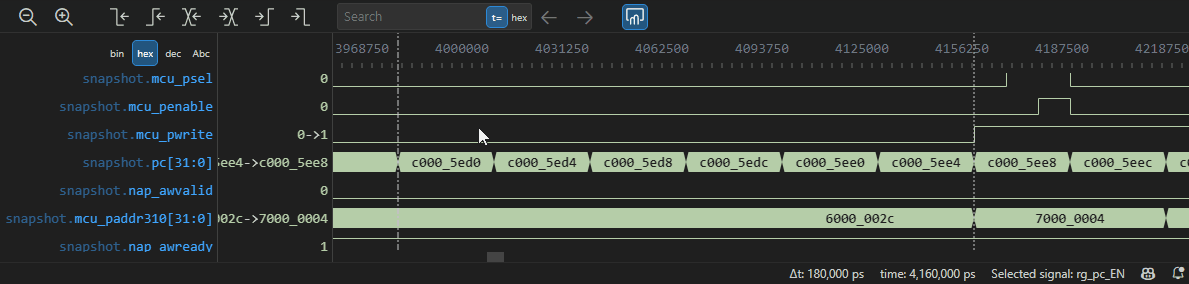 Search t= hex
3968750 4000000 4031250 4062500 4093750 4125000 4156250 4187500 4218750
bin hex dec Abc
snapshot.mcu_psel 0
snapshot.mcu_penable 0
snapshot.mcu_pwrite 0->1
snapshot.pc[31:0] 5ee4->c000_5ee8 c000_5ed0 c000_5ed4 c000_5ed8 c000_5edc c000_5ee0 c000_5ee4 c000_5ee8 c000_5eec
snapshot.nap_awvalid 0
snapshot.mcu_paddr310[31:0] 002c->7000_0004 6000_002c 7000_0004
snapshot.nap_awready 1
Δt: 180,000 ps time: 4,160,000 ps Selected signal: rg_pc_EN